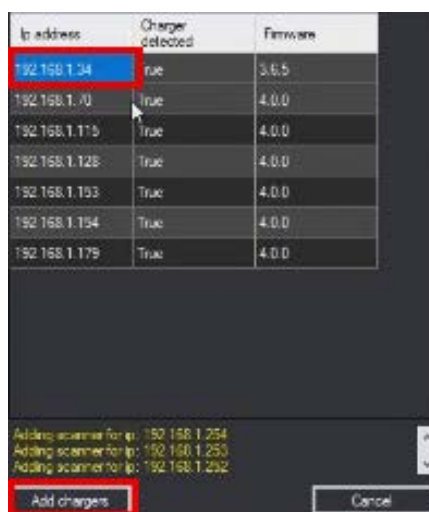 Ip address Charger detected Firmware
192.168.1.34 True 3.6.5
192.168.1.70 True 4.0.0
192.168.1.115 True 4.0.0
192.168.1.128 True 4.0.0
192.168.1.153 True 4.0.0
192.168.1.154 True 4.0.0
192.168.1.179 True 4.0.0
Adding scanner for ip: 192.168.1.254
Adding scanner for ip: 192.168.1.253
Adding scanner for ip: 192.168.1.252
Add chargers Cancel